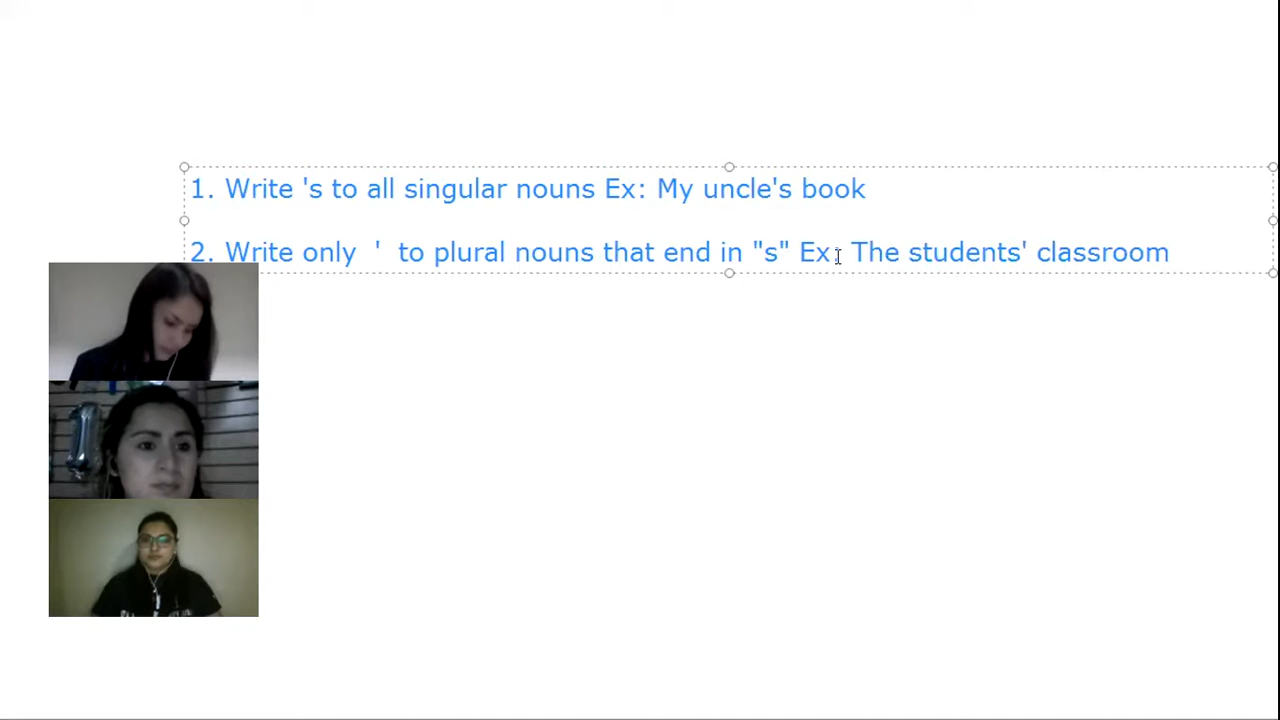 1. Write 's to all singular nouns Ex: My uncle's book
2. Write only ' to plural nouns that end in "s" Ex: The students' classroom